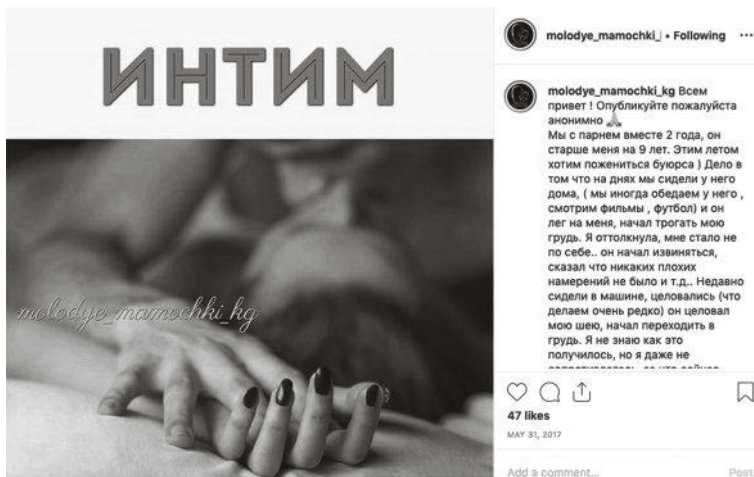 ИНТИМ
molodye_mamochki_kg
molodye_mamochki_ • Following
molodye_mamochki_kg Всем
привет ! Опубликуйте пожалуйста
анонимно 🙏
Мы с парнем вместе 2 года, он
старше меня на 9 лет. Этим летом
хотим пожениться буюрса ) Дело в
том что на днях мы сидели у него
дома, ( мы иногда обедаем у него ,
смотрим фильмы , футбол) и он
лег на меня, начал трогать мою
грудь. Я оттолкнула, мне стало не
по себе.. он начал извиняться,
сказал что никаких плохих
намерений не было и т.д.. Недавно
сидели в машине, целовались (что
делаем очень редко) он целовал
мою шею, начал переходить в
грудь. Я не знаю как это
получилось, но я даже не
47 likes
MAY 31, 2017
Add a comment...
Post